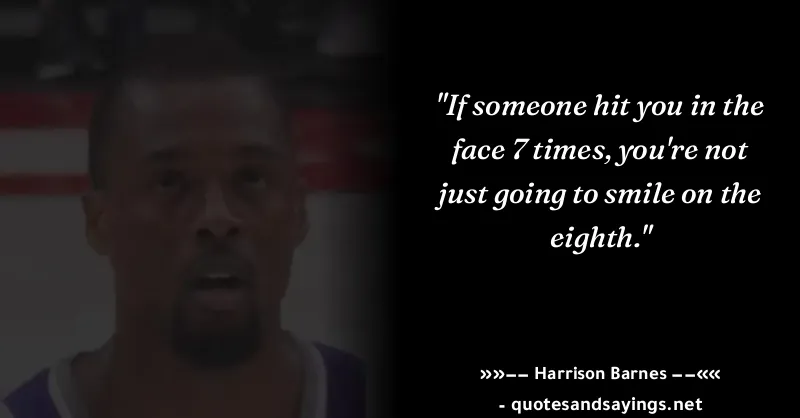 "If someone hit you in the
face 7 times, you're not
just going to smile on the
eighth."
»»−− Harrison Barnes −−««
- quotesandsayings.net